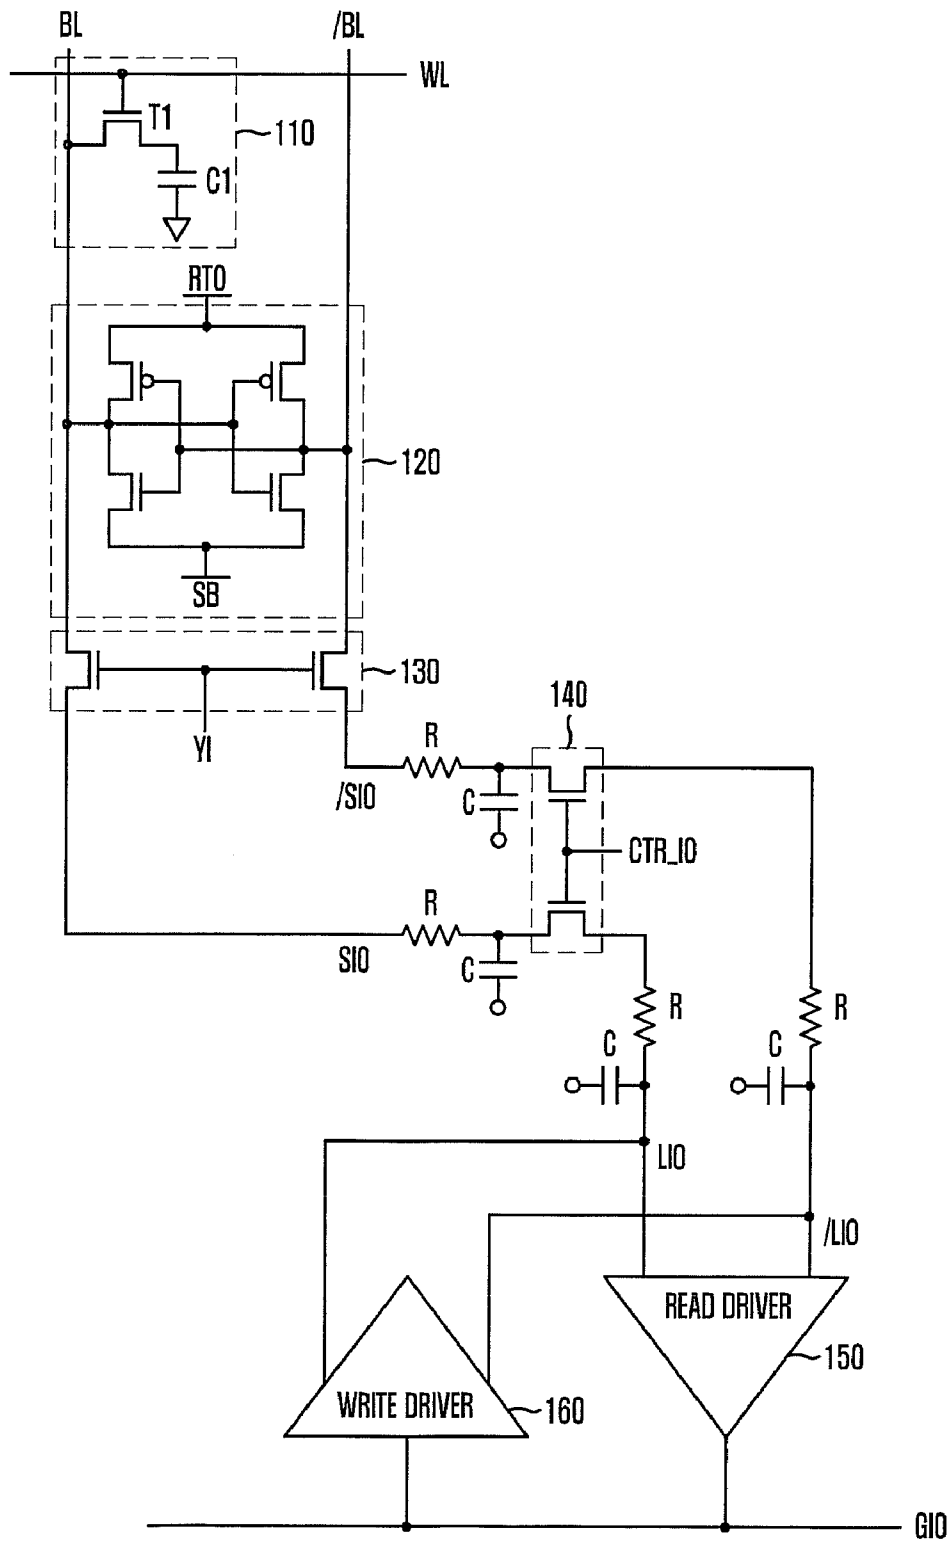 BL
/BL
WL
T1
110
C1
RTO
120
SB
130
YI
140
R
/SIO
C
CTR_IO
R
SIO
C
R
R
C
C
LIO
/LIO
READ DRIVER
150
WRITE DRIVER
160
GIO